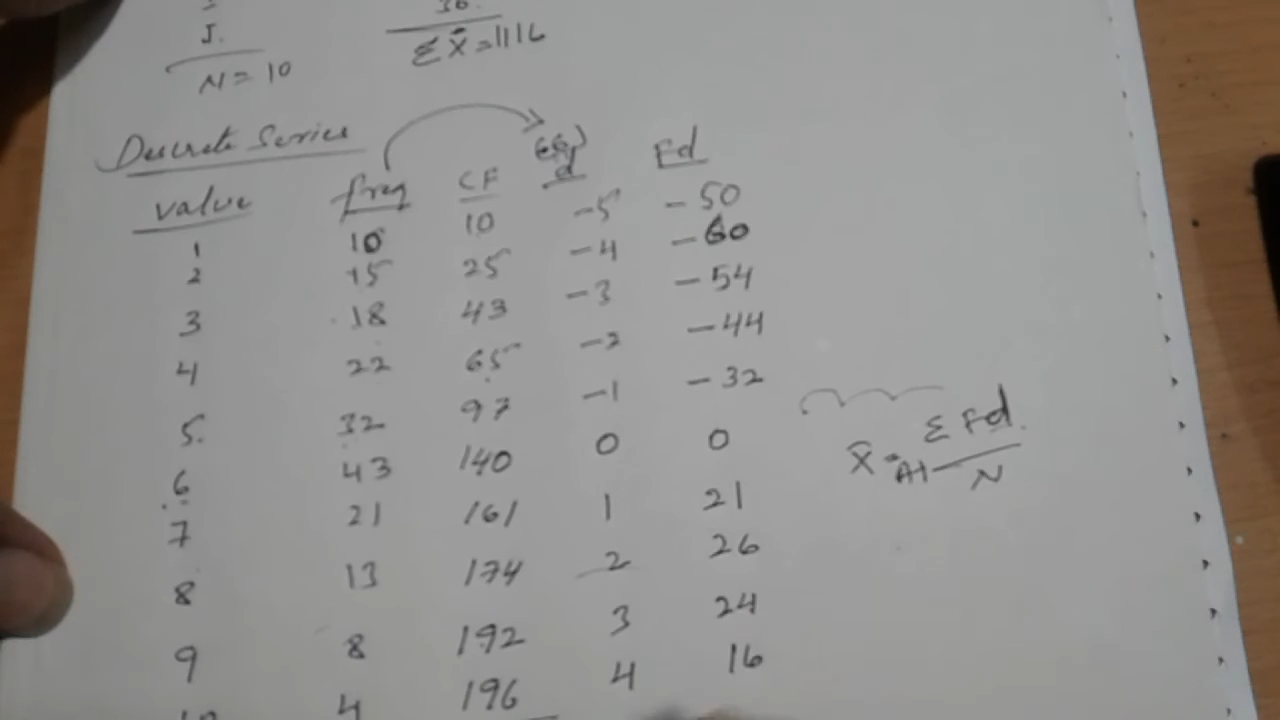 J.
N = 10
Σ X̄ = 1116
Discrete Series
value freq CF d Fd
1 10 10 -5 -50
2 15 25 -4 -60
3 18 43 -3 -54
4 22 65 -2 -44
5. 32 97 -1 -32
6 43 140 0 0
7 21 161 1 21
8 13 174 2 26
9 8 192 3 24
10 4 196 4 16
X̄ = A+ Σ Fd
N